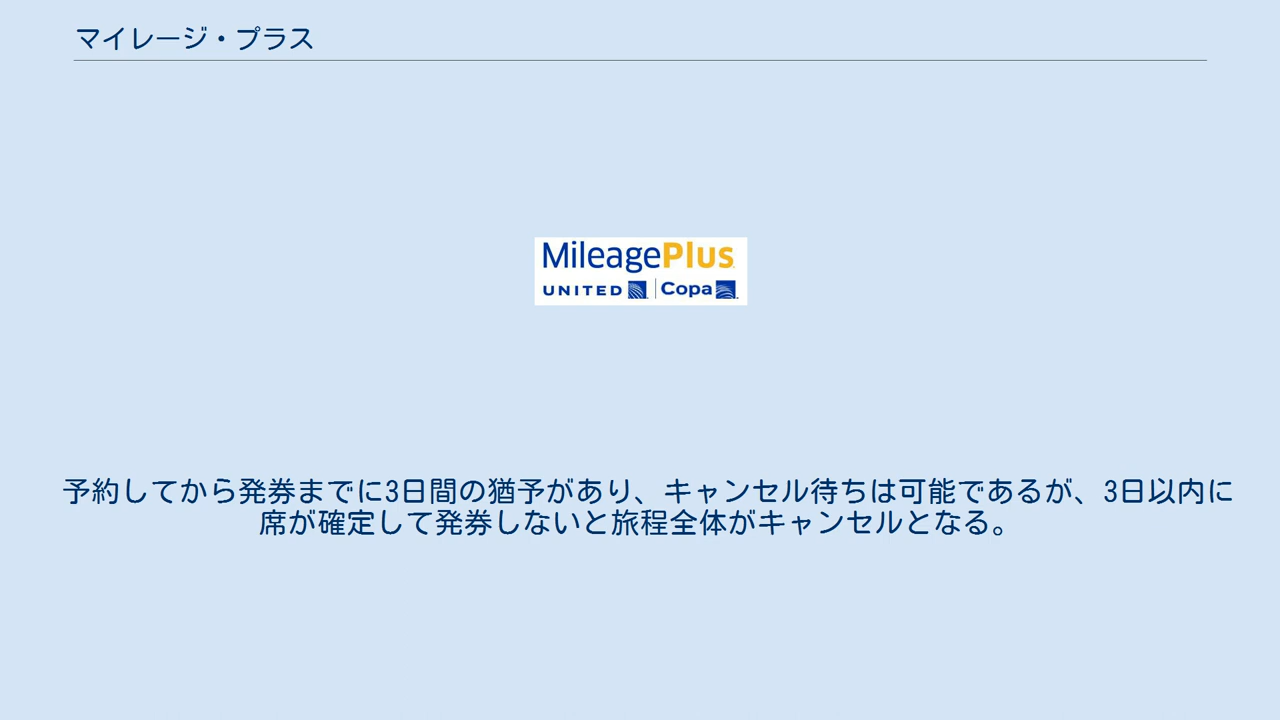 マイレージ・プラス
MileagePlus
UNITED | Copa
予約してから発券までに3日間の猶予があり、キャンセル待ちは可能であるが、3日以内に
席が確定して発券しないと旅程全体がキャンセルとなる。